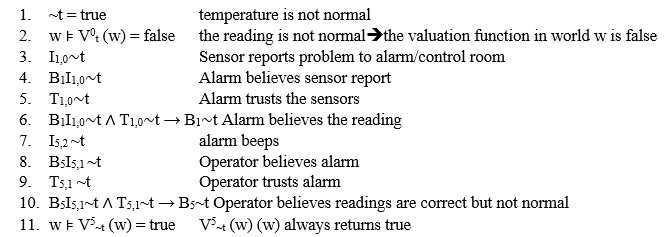 1. ~t = true temperature is not normal
2. w ⊧ V⁰ₜ (w) = false the reading is not normal→the valuation function in world w is false
3. I₁,₀~t Sensor reports problem to alarm/control room
4. B₁I₁,₀~t Alarm believes sensor report
5. T₁,₀~t Alarm trusts the sensors
6. B₁I₁,₀~t Λ T₁,₀~t → B₁~t Alarm believes the reading
7. I₅,₂~t alarm beeps
8. B₅I₅,₁~t Operator believes alarm
9. T₅,₁ ~t Operator trusts alarm
10. B₅I₅,₁~t Λ T₅,₁~t → B₅~t Operator believes readings are correct but not normal
11. w ⊧ V⁵₋ₜ (w) = true V⁵₋ₜ (w) (w) always returns true